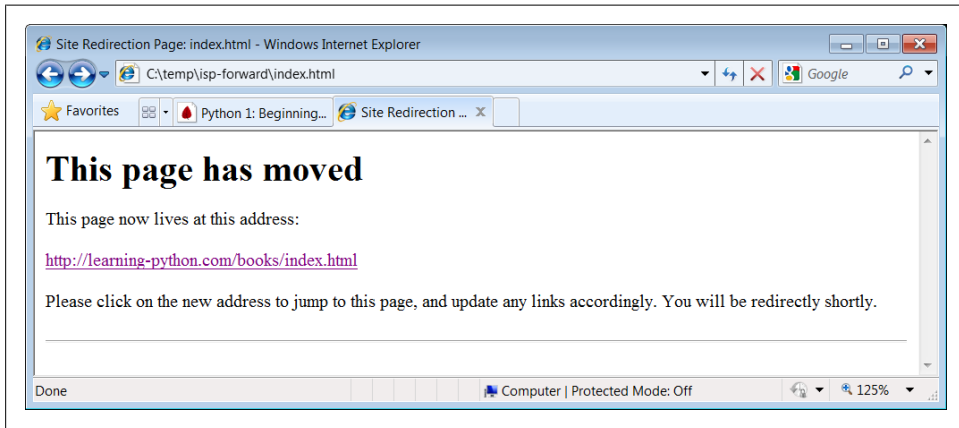 Site Redirection Page: index.html - Windows Internet Explorer
C:\temp\isp-forward\index.html
Google
Favorites
Python 1: Beginning...
Site Redirection ...
This page has moved
This page now lives at this address:
http://learning-python.com/books/index.html
Please click on the new address to jump to this page, and update any links accordingly. You will be redirectly shortly.
Done
Computer | Protected Mode: Off
125%